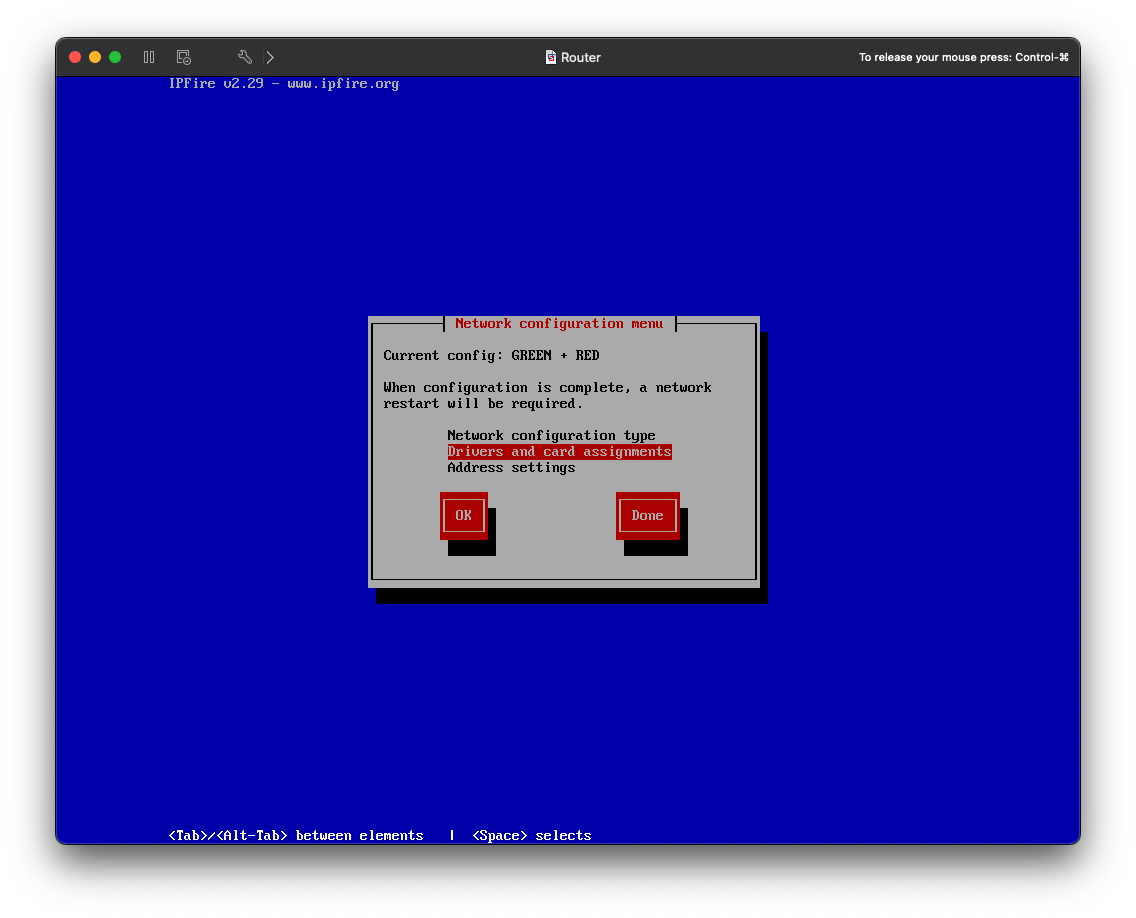 Router
To release your mouse press: Control-⌘
IPFire v2.29 - www.ipfire.org
Network configuration menu
Current config: GREEN + RED
When configuration is complete, a network
restart will be required.
Network configuration type
Drivers and card assignments
Address settings
OK Done
<Tab>/<Alt-Tab> between elements | <Space> selects